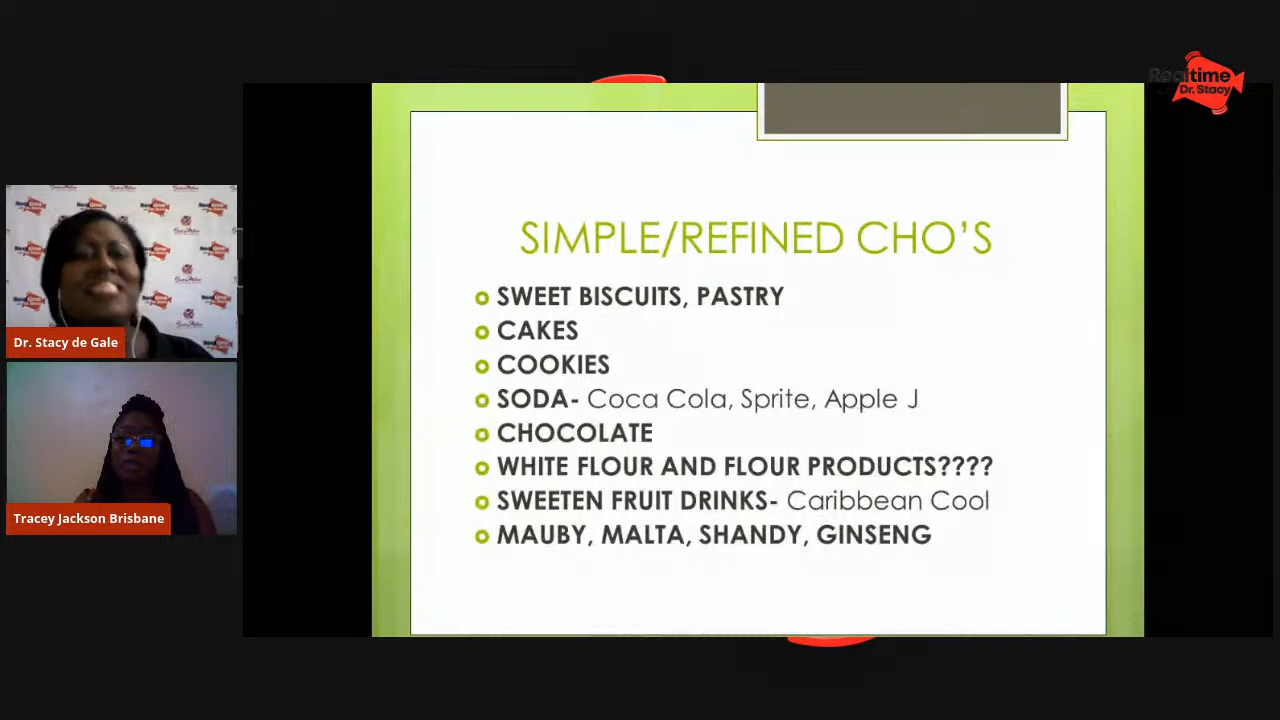 Realtime
Dr. Stacy
SIMPLE/REFINED CHO'S
SWEET BISCUITS, PASTRY
CAKES
COOKIES
SODA- Coca Cola, Sprite, Apple J
CHOCOLATE
WHITE FLOUR AND FLOUR PRODUCTS????
SWEETEN FRUIT DRINKS- Caribbean Cool
MAUBY, MALTA, SHANDY, GINSENG
Dr. Stacy de Gale
Tracey Jackson Brisbane